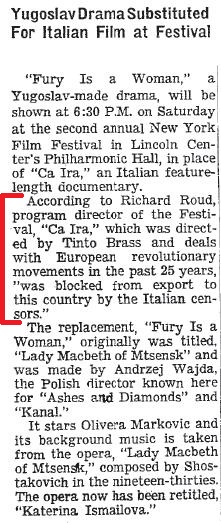 Yugoslav Drama Substituted
For Italian Film at Festival
"Fury Is a Woman," a
Yugoslav-made drama, will be
shown at 6:30 P.M. on Saturday
at the second annual New York
Film Festival in Lincoln Cen-
ter's Philharmonic Hall, in place
of "Ca Ira," an Italian feature-
length documentary.
According to Richard Roud,
program director of the Festi-
val, "Ca Ira," which was direct-
ed by Tinto Brass and deals
with European revolutionary
movements in the past 25 years,
"was blocked from export to
this country by the Italian cen-
sors."
The replacement, "Fury Is a
Woman," originally was titled,
"Lady Macbeth of Mtsensk" and
was made by Andrzej Wajda,
the Polish director known here
for "Ashes and Diamonds" and
"Kanal."
It stars Olivera Markovic and
its background music is taken
from the opera, "Lady Macbeth
of Mtsensk," composed by Shos-
takovich in the nineteen-thirties.
The opera now has been retitled,
"Katerina Ismailova."